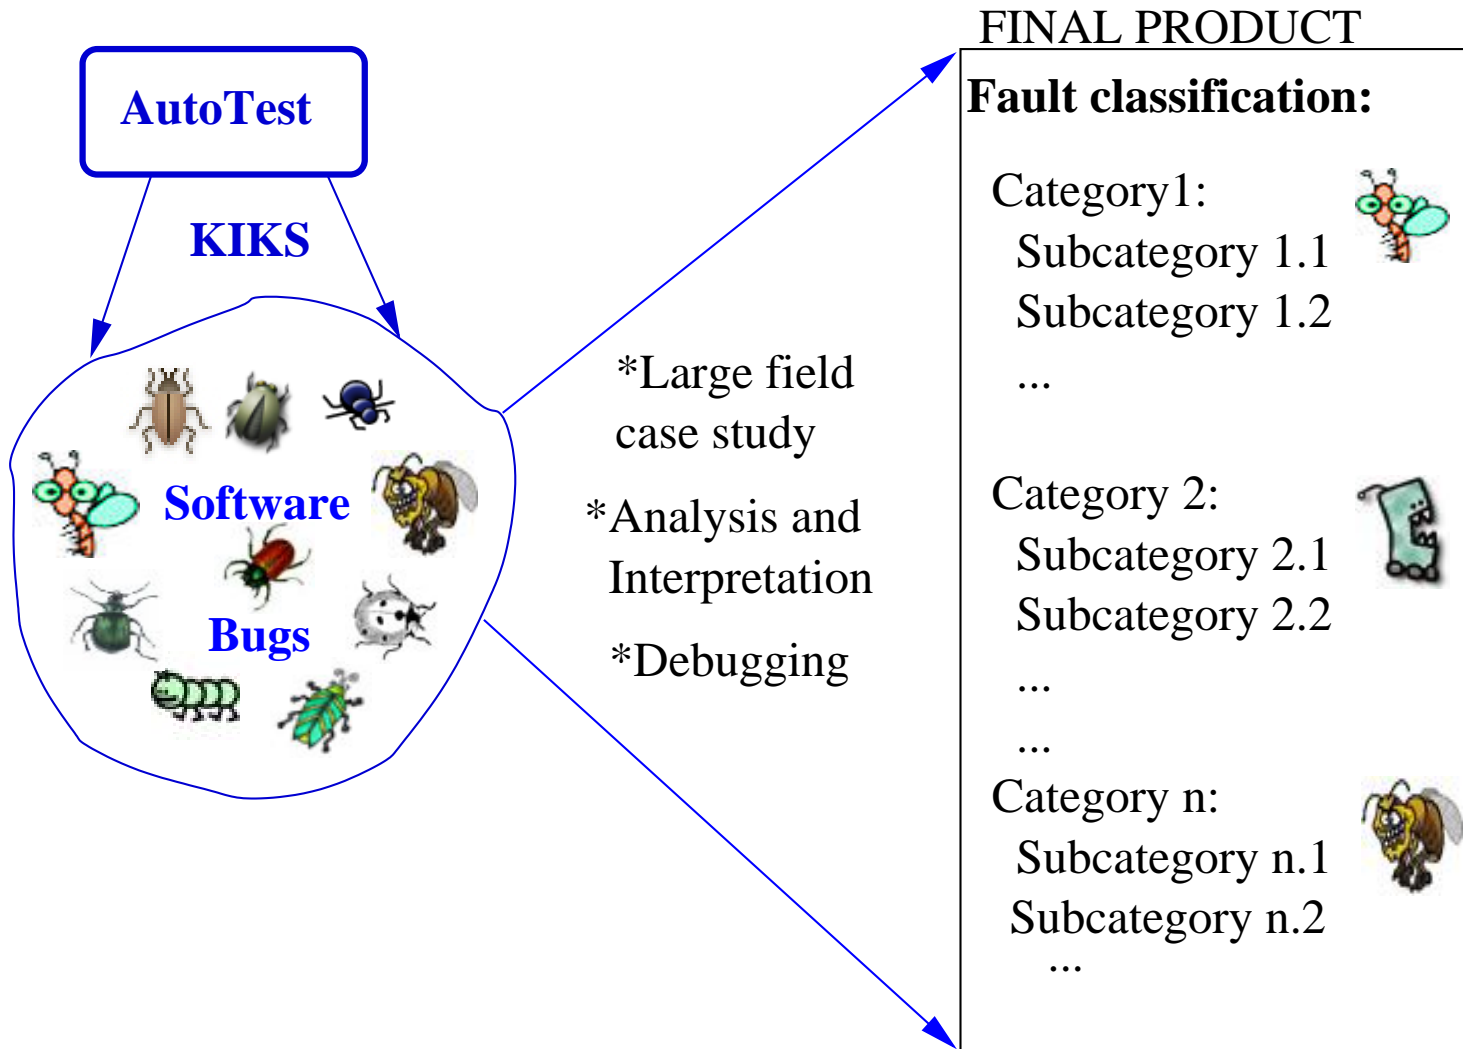 AutoTest
KIKS
Software
Bugs
*Large field
case study
*Analysis and
Interpretation
*Debugging
FINAL PRODUCT
Fault classification:
Category1:
Subcategory 1.1
Subcategory 1.2
...
Category 2:
Subcategory 2.1
Subcategory 2.2
...
...
Category n:
Subcategory n.1
Subcategory n.2
...